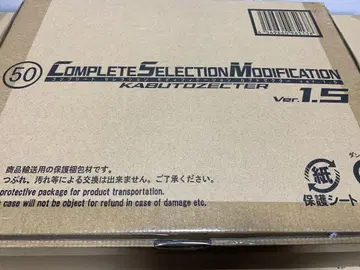 50
COMPLETE SELECTION MODIFICATION
KABUTOZECTER
Ver. 1.5
商品輸送用の保護梱包材です。
つぶれ、汚れ等による交換は出来ません。ご了承ください。
protective package for product transportation.
case will not be object for refund in case of damage etc.
紙
保護シート
ダン